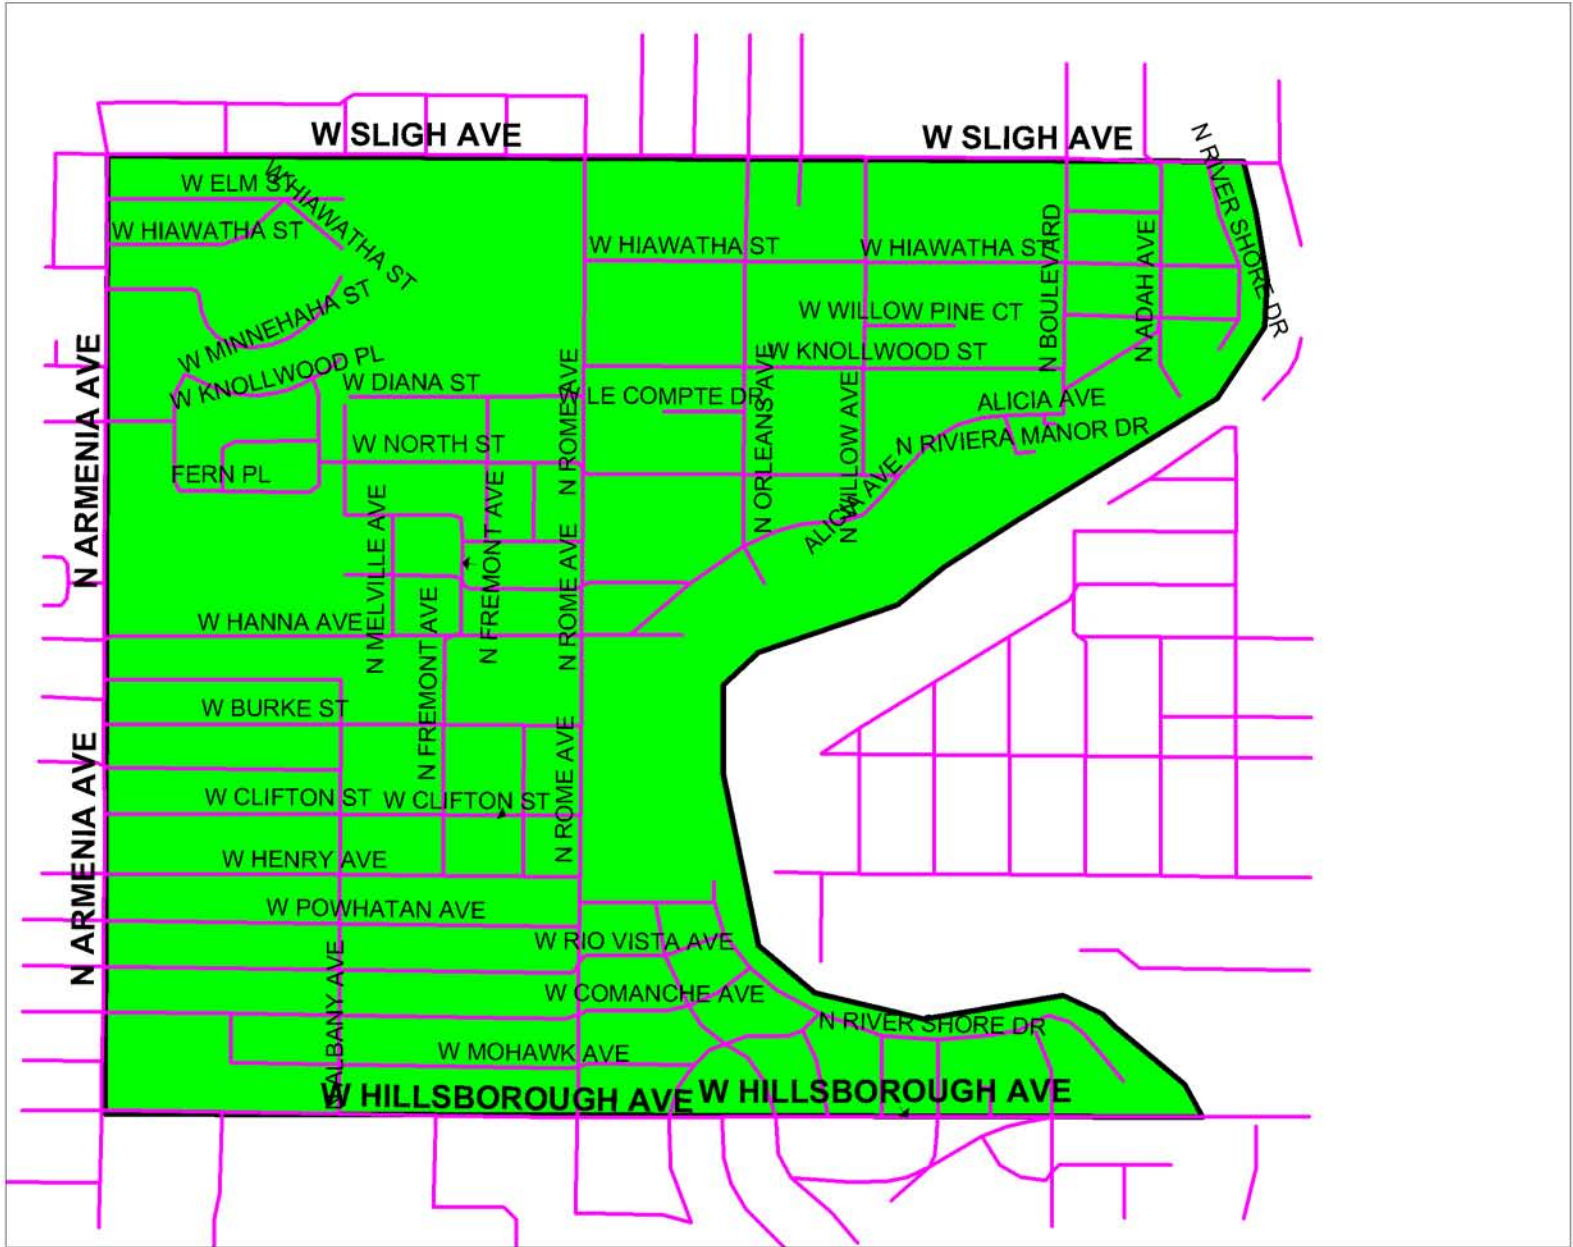 W SLIGH AVE
W SLIGH AVE
N RIVER SHORE DR
W ELM ST
W HIAWATHA ST
W HIAWATHA ST
W HIAWATHA ST
W HIAWATHA ST
N BOULEVARD
N ADAH AVE
W MINNEHAHA ST
W WILLOW PINE CT
W KNOLLWOOD PL
W KNOLLWOOD ST
N ARMENIA AVE
W DIANA ST
N ROME AVE
W LE COMPTE DR
N ORLEANS AVE
N WILLOW AVE
ALICIA AVE
N RIVIERA MANOR DR
W NORTH ST
FERN PL
ALICIA AVE
N MELVILLE AVE
N FREMONT AVE
N ROME AVE
W HANNA AVE
N FREMONT AVE
W BURKE ST
N ARMENIA AVE
N ROME AVE
W CLIFTON ST
W CLIFTON ST
W HENRY AVE
W POWHATAN AVE
W RIO VISTA AVE
N ALBANY AVE
W COMANCHE AVE
N RIVER SHORE DR
W MOHAWK AVE
W HILLSBOROUGH AVE
W HILLSBOROUGH AVE